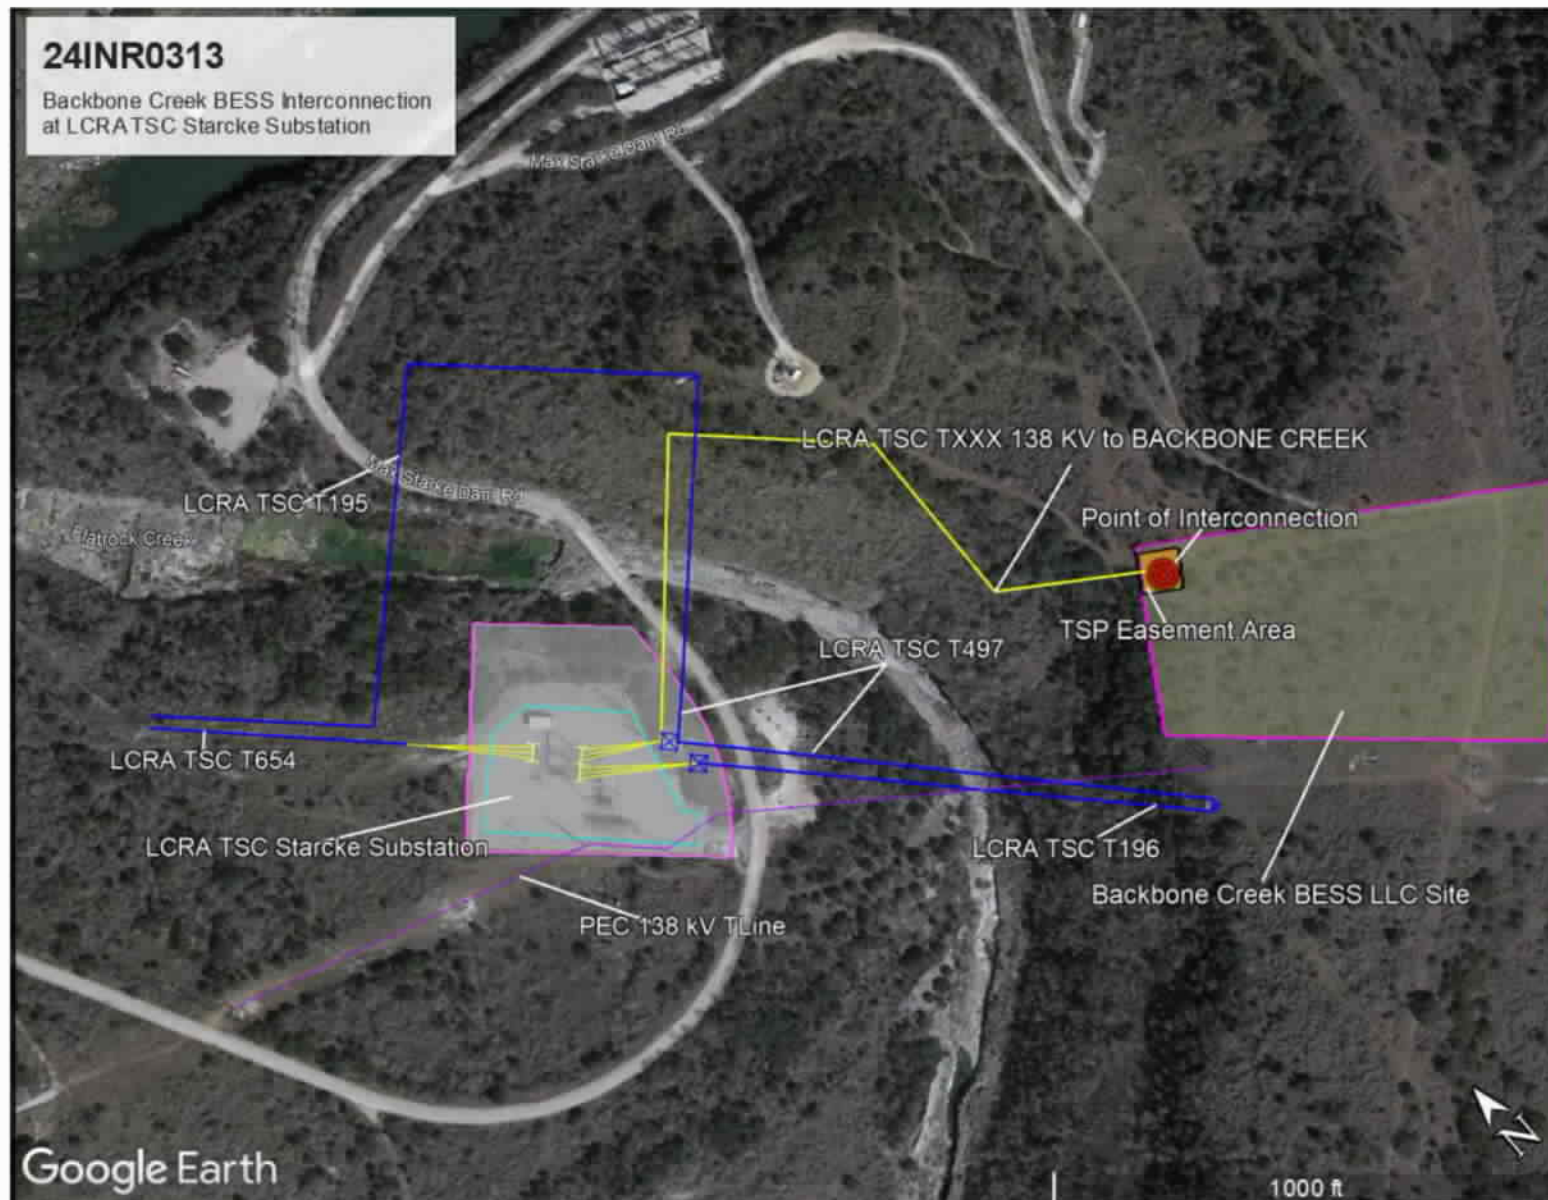 24INR0313
Backbone Creek BESS Interconnection
at LCRA TSC Starcke Substation
Max Starcke Dam Rd
LCRA TSC TXXX 138 KV to BACKBONE CREEK
Max Starcke Dam Rd
LCRA TSC T195
Point of Interconnection
Flatrock Creek
TSP Easement Area
LCRA TSC T497
LCRA TSC T654
LCRA TSC Starcke Substation
LCRA TSC T196
Backbone Creek BESS LLC Site
PEC 138 kV TLine
N
Google Earth
1000 ft